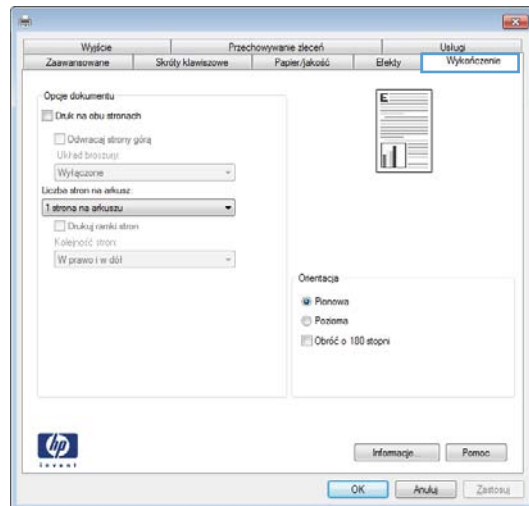 Wyjście Przechowywanie zleceń Usługi
Zaawansowane Skróty klawiszowe Papier/jakość Efekty Wykończenie
Opcje dokumentu
Druk na obu stronach
Odwracaj strony górą
Układ broszury:
Wyłączone
Liczba stron na arkusz:
1 strona na arkuszu
Drukuj ramki stron
Kolejność stron:
W prawo i w dół
E
Orientacja
Pionowa
Pozioma
Obróć o 180 stopni
hp
invent
Informacje... Pomoc
OK Anuluj Zastosuj